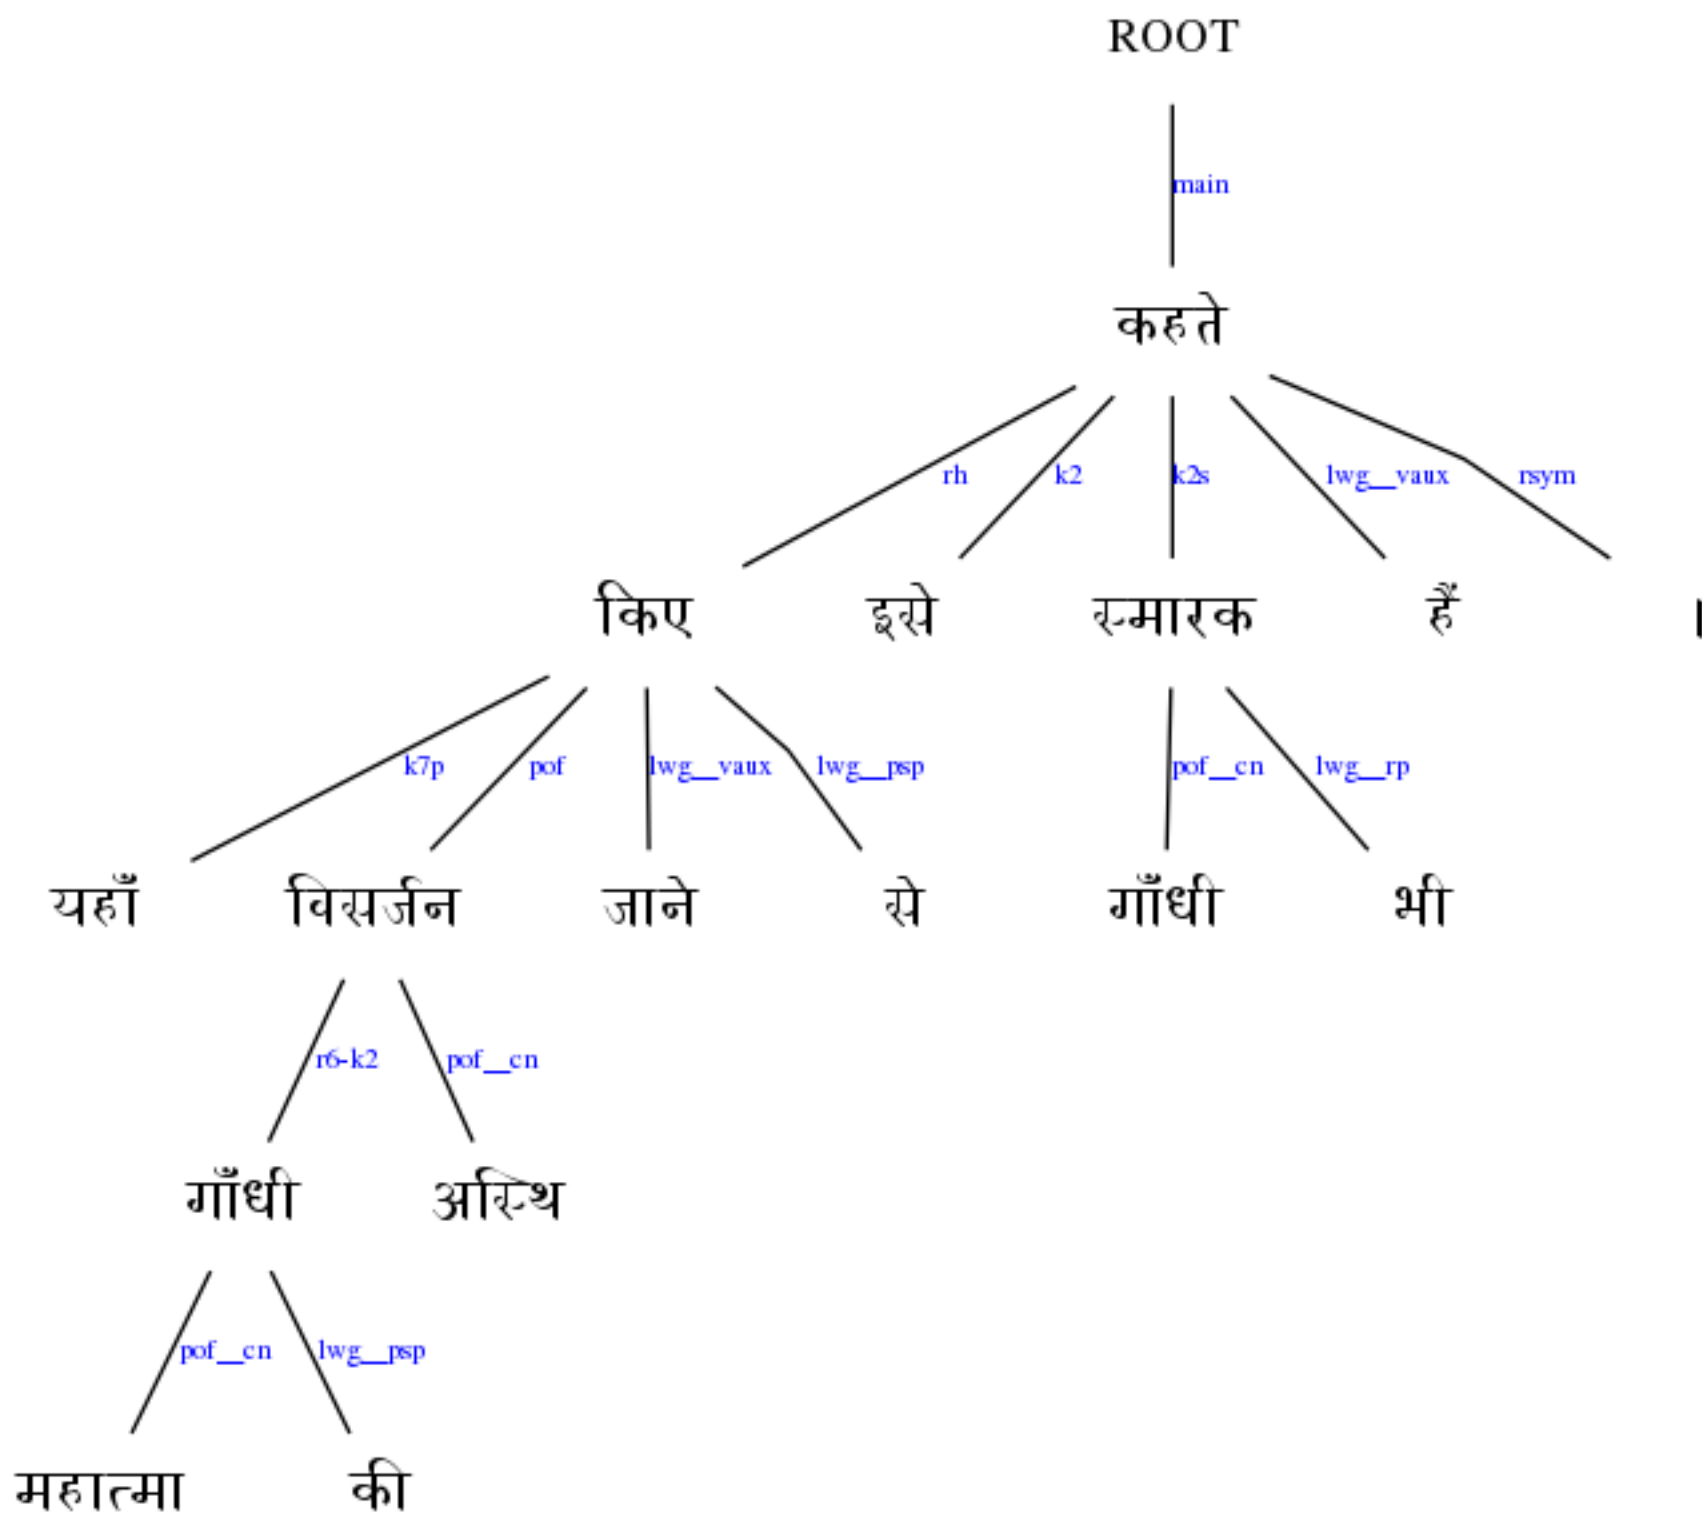 ROOT
main
कहते
rh k2 k2s lwg__vaux rsym
किए इसे स्मारक हैं ।
k7p pof lwg__vaux lwg__psp pof__cn lwg__rp
यहाँ विसर्जन जाने से गाँधी भी
r6-k2 pof__cn
गाँधी अस्थि
pof__cn lwg__psp
महात्मा की